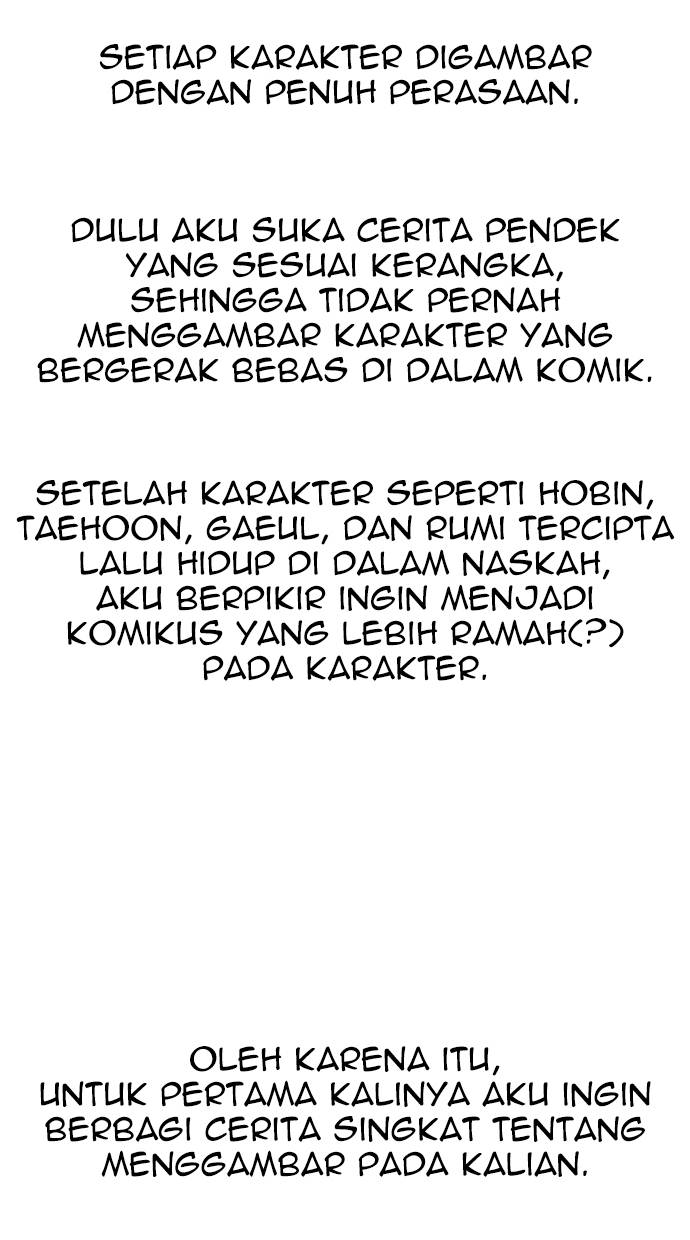 SETIAP KARAKTER DIGAMBAR
DENGAN PENUH PERASAAN.
DULU AKU SUKA CERITA PENDEK
YANG SESUAI KERANGKA,
SEHINGGA TIDAK PERNAH
MENGGAMBAR KARAKTER YANG
BERGERAK BEBAS DI DALAM KOMIK.
SETELAH KARAKTER SEPERTI HOBIN,
TAEHOON, GAEUL, DAN RUMI TERCIPTA
LALU HIDUP DI DALAM NASKAH,
AKU BERPIKIR INGIN MENJADI
KOMIKUS YANG LEBIH RAMAH(?)
PADA KARAKTER.
OLEH KARENA ITU,
UNTUK PERTAMA KALINYA AKU INGIN
BERBAGI CERITA SINGKAT TENTANG
MENGGAMBAR PADA KALIAN.